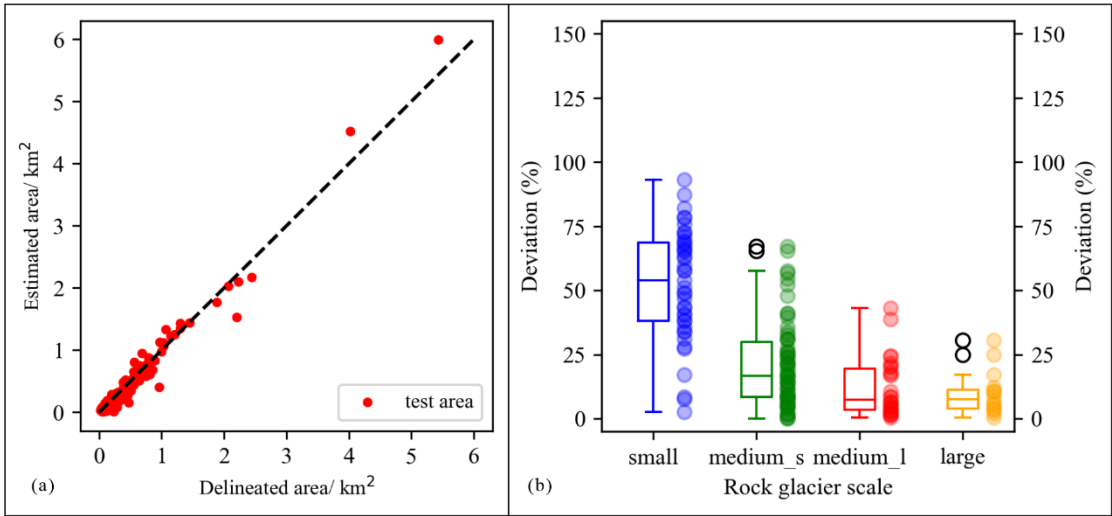 6
5
4
3
2
1
0
Estimated area/ km²
test area
0 1 2 3 4 5 6
(a)
Delineated area/ km²
150
125
100
75
50
25
0
Deviation (%)
150
125
100
75
50
25
0
Deviation (%)
small medium_s medium_l large
(b)
Rock glacier scale